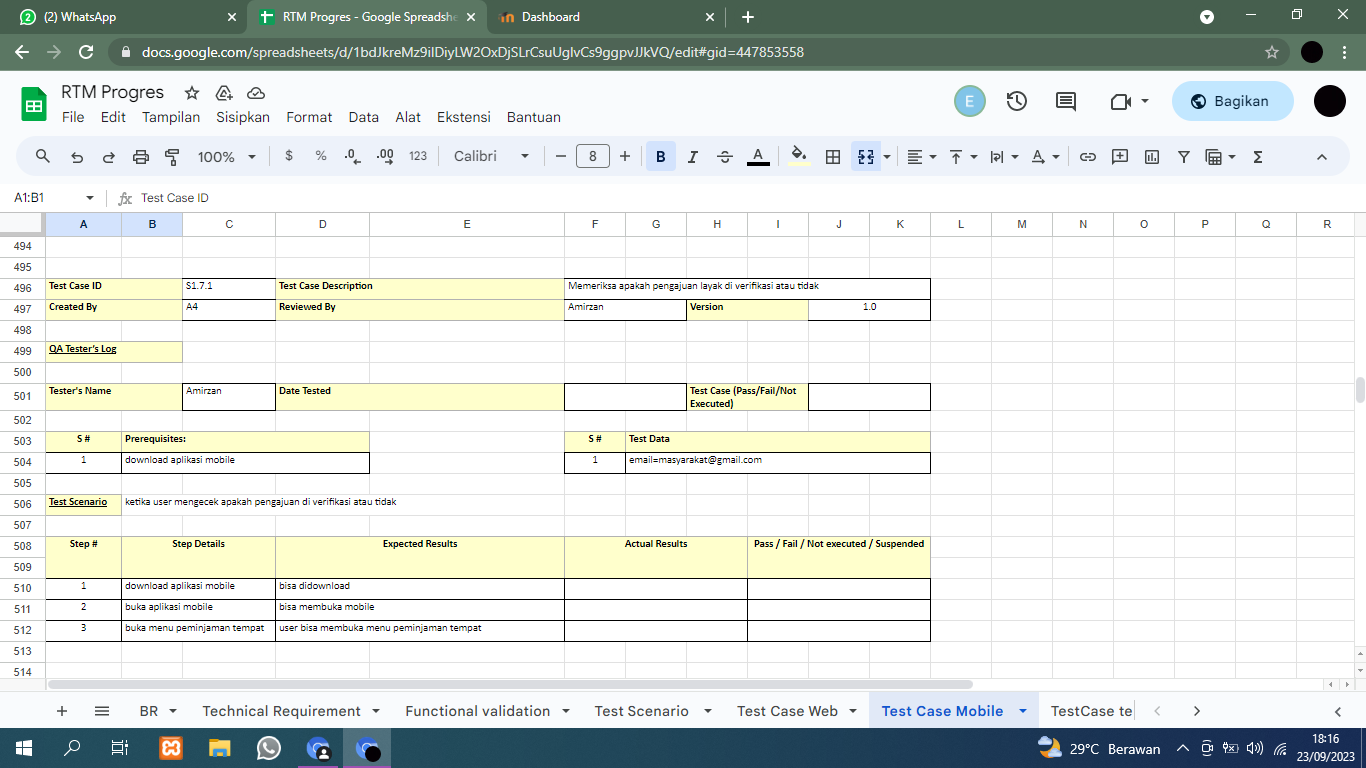 (2) WhatsApp
RTM Progres - Google Spreadshe
Dashboard
docs.google.com/spreadsheets/d/1bdJkreMz9iIDiyLW2OxDjSLrCsuUglvCs9ggpvJJkVQ/edit#gid=447853558
RTM Progres
E
Bagikan
File Edit Tampilan Sisipkan Format Data Alat Ekstensi Bantuan
100% $ % .0 .00 123 Calibri 8 B I A A Σ
A1:B1 fx Test Case ID
A B C D E F G H I J K L M N O P Q R
494
495
496 Test Case ID S1.7.1 Test Case Description Memeriksa apakah pengajuan layak di verifikasi atau tidak
497 Created By A4 Reviewed By Amirzan Version 1.0
498
499 QA Tester's Log
500
501 Tester's Name Amirzan Date Tested Test Case (Pass/Fail/Not Executed)
502
503 S # Prerequisites: S # Test Data
504 1 download aplikasi mobile 1 email=masyarakat@gmail.com
505
506 Test Scenario ketika user mengecek apakah pengajuan di verifikasi atau tidak
507
508 Step # Step Details Expected Results Actual Results Pass / Fail / Not executed / Suspended
509
510 1 download aplikasi mobile bisa didownload
511 2 buka aplikasi mobile bisa membuka mobile
512 3 buka menu peminjaman tempat user bisa membuka menu peminjaman tempat
513
514
BR Technical Requirement Functional validation Test Scenario Test Case Web Test Case Mobile TestCase te
29°C Berawan
18:16
23/09/2023